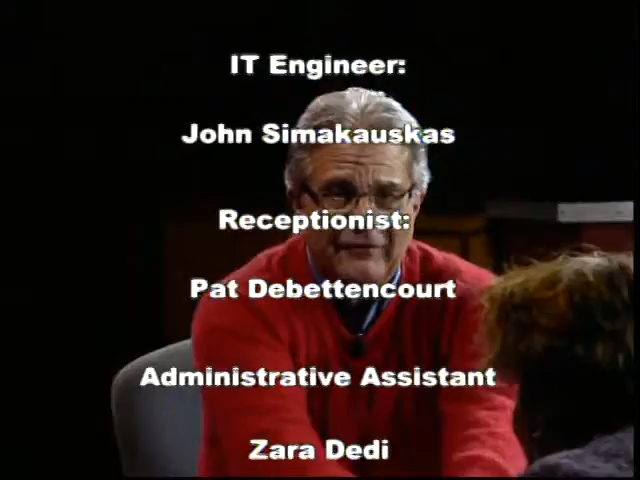 IT Engineer:
John Simakauskas
Receptionist:
Pat Debettencourt
Administrative Assistant
Zara Dedi